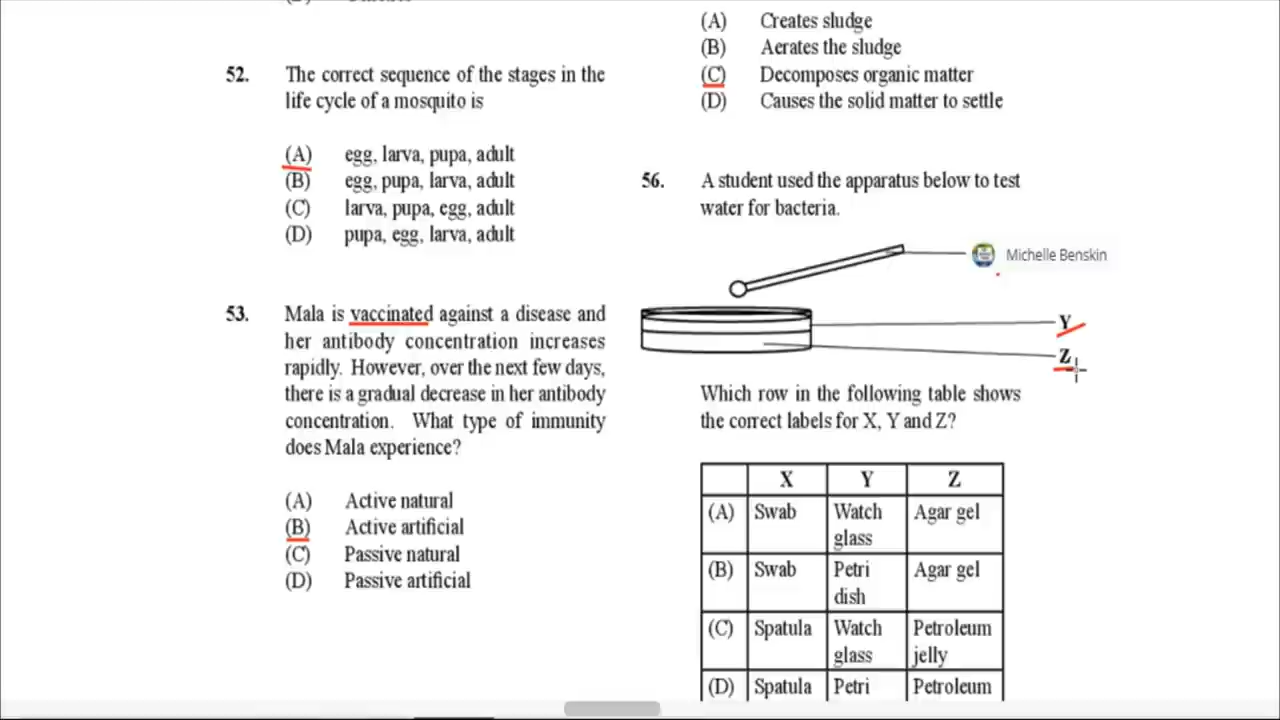 52. The correct sequence of the stages in the
life cycle of a mosquito is
(A) egg, larva, pupa, adult
(B) egg, pupa, larva, adult
(C) larva, pupa, egg, adult
(D) pupa, egg, larva, adult
53. Mala is vaccinated against a disease and
her antibody concentration increases
rapidly. However, over the next few days,
there is a gradual decrease in her antibody
concentration. What type of immunity
does Mala experience?
(A) Active natural
(B) Active artificial
(C) Passive natural
(D) Passive artificial
(A) Creates sludge
(B) Aerates the sludge
(C) Decomposes organic matter
(D) Causes the solid matter to settle
56. A student used the apparatus below to test
water for bacteria.
Michelle Benskin
Y
Z
Which row in the following table shows
the correct labels for X, Y and Z?
X Y Z
(A) Swab Watch glass Agar gel
(B) Swab Petri dish Agar gel
(C) Spatula Watch glass Petroleum jelly
(D) Spatula Petri Petroleum